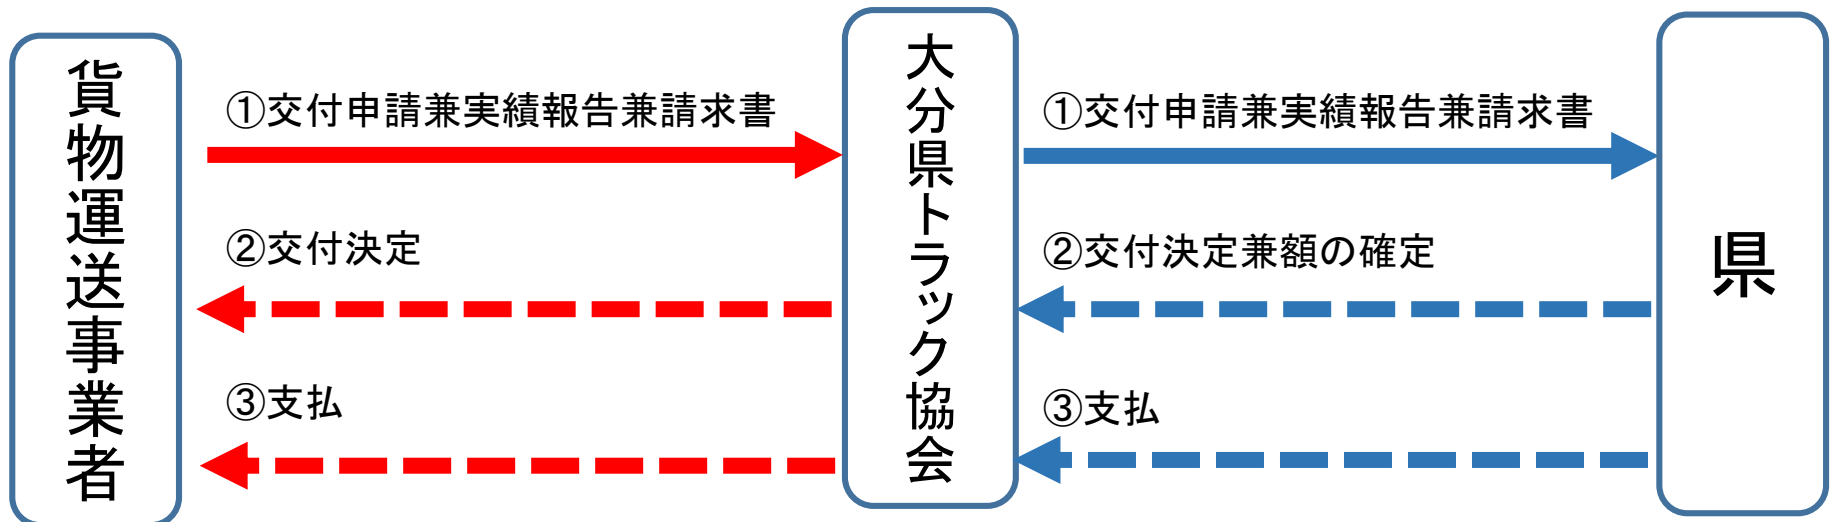 貨物運送事業者
①交付申請兼実績報告兼請求書
②交付決定
③支払
大分県トラック協会
①交付申請兼実績報告兼請求書
②交付決定兼額の確定
③支払
県